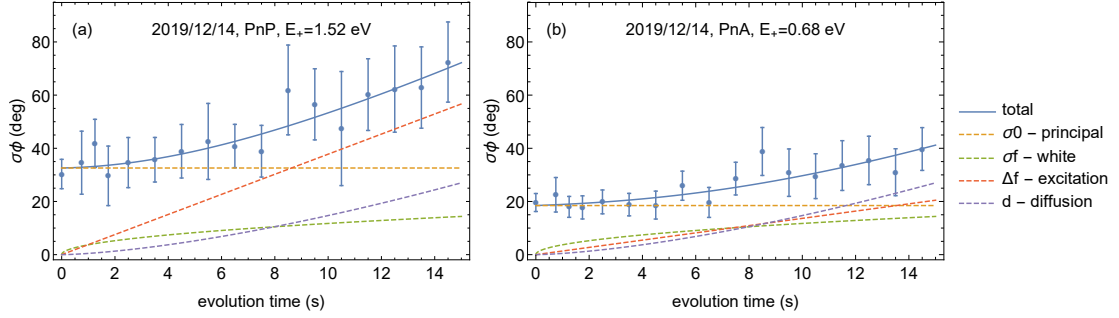 (a) 2019/12/14, PnP, E₊=1.52 eV
80
60
40
20
0
σϕ (deg)
0 2 4 6 8 10 12 14
evolution time (s)
(b) 2019/12/14, PnA, E₊=0.68 eV
80
60
40
20
0
σϕ (deg)
0 2 4 6 8 10 12 14
evolution time (s)
total
σ0 – principal
σf – white
Δf – excitation
d – diffusion